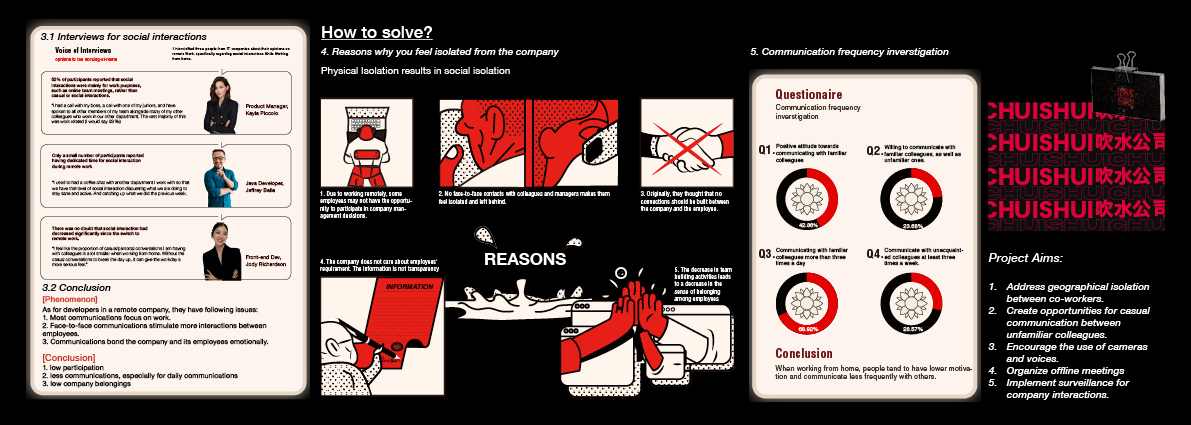 3.1 Interviews for social interactions
Voice of Interviews
opinions to the working-at-home
I interviewed three people from IT companies about their opinions on
remote work, specifically regarding social interactions while working
from home.
52% of participants reported that social
interactions were mainly for work purposes,
such as online team meetings, rather than
casual or social interactions.
"I had a call with my boss, a call with one of my juniors, and have
spoken to all other members of my team alongside many of my other
colleagues who work in our other department. The vast majority of this
was work related (I would say 95%)
Product Manager,
Kayla Piccolo
Only a small number of participants reported
having dedicated time for social interaction
during remote work.
"I used to had a coffee chat with another department I work with so that
we have that level of social interaction discussing what we are doing to
stay sane and active. And catching up what we did the previous week.
Java Developer,
Jeffrey Dalla
There was no doubt that social interaction had
decreased significantly since the switch to
remote work.
"I feel like the proportion of casual/personal conversations I am having
with colleagues is a lot smaller when working from home. Without the
casual conversations to break the day up, it can give the workday a
more serious feel."
Front-end Dev,
Jody Richardson
3.2 Conclusion
[Phenomenon]
As for developers in a remote company, they have following issues:
1. Most communications focus on work.
2. Face-to-face communications stimulate more interactions between
employees.
3. Communications bond the company and its employees emotionally.
[Conclusion]
1. low participation
2. less communications, especially for daily communications
3. low company belongings
How to solve?
4. Reasons why you feel isolated from the company
Physical Isolation results in social isolation
1. Due to working remotely, some
employees may not have the opportu-
nity to participate in company man-
agement decisions.
2. No face-to-face contacts with colleagues and managers makes them
feel isolated and left behind.
3. Originally, they thought that no
connections should be built between
the company and the employee.
REASONS
4. The company does not care about employees'
requirement. The information is not transparency
INFORMATION
5. The decrease in team
building activities leads
to a decrease in the
sense of belonging
among employees
5. Communication frequency inverstigation
Questionaire
Communication frequency
inverstigation
Q1. Positive attitude towards
communicating with familiar
colleagues
42.86%
Q2. Willing to communicate with
familiar colleagues, as well as
unfamiliar ones.
23.68%
Q3. Communicating with familiar
colleagues more than three
times a day
68.92%
Q4. Communicate with unacquaint-
ed colleagues at least three
times a week.
28.57%
Conclusion
When working from home, people tend to have lower motiva-
tion and communicate less frequently with others.
CHUISHUI吹水公司
CHUISHUICHUISHUICHU
CHUISHUI吹水公司
CHUISHUICHUISHUICHU
CHUISHUI吹水公司
CHUISHUICHUISHUICHU
CHUISHUI吹水公司
Project Aims:
1. Address geographical isolation
between co-workers.
2. Create opportunities for casual
communication between
unfamiliar colleagues.
3. Encourage the use of cameras
and voices.
4. Organize offline meetings
5. Implement surveillance for
company interactions.